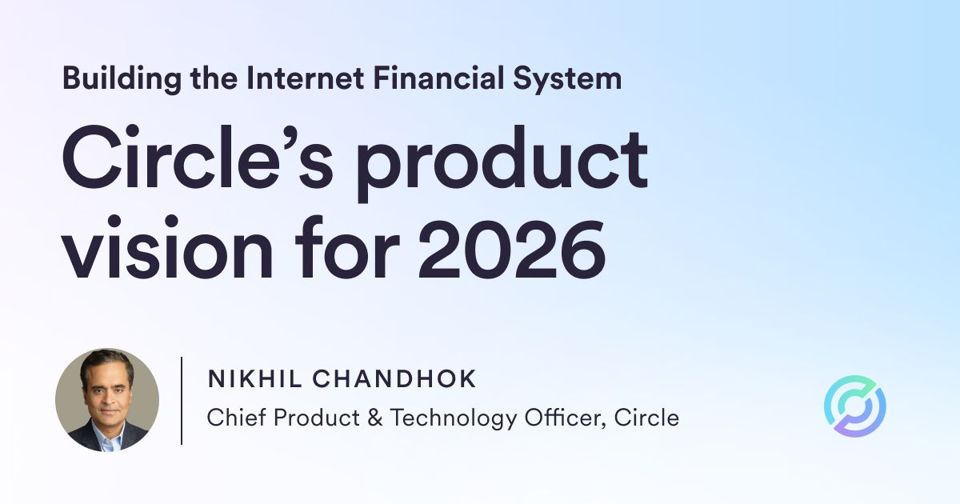 Building the Internet Financial System
Circle’s product
vision for 2026
NIKHIL CHANDHOK
Chief Product & Technology Officer, Circle